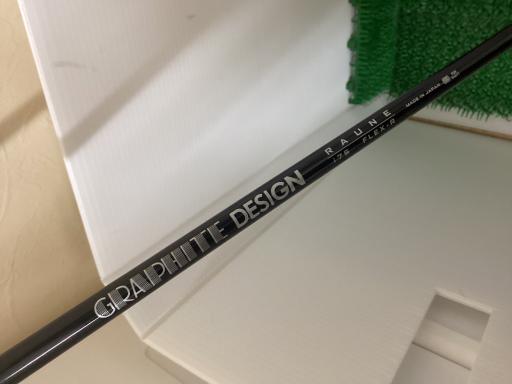 GRAPHITE DESIGN
RAUNE
i75 FLEX-R
MADE IN JAPAN